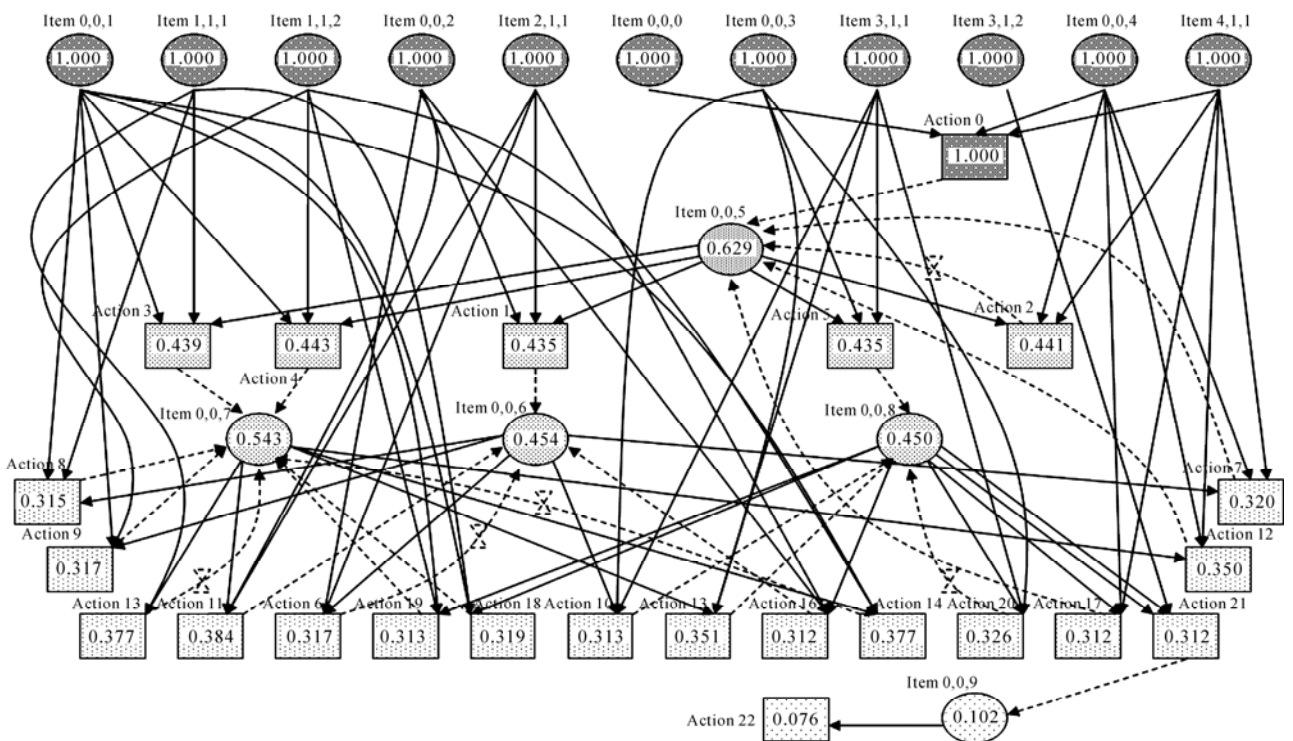 Item 0,0,1 Item 1,1,1 Item 1,1,2 Item 0,0,2 Item 2,1,1 Item 0,0,0 Item 0,0,3 Item 3,1,1 Item 3,1,2 Item 0,0,4 Item 4,1,1
1.000 1.000 1.000 1.000 1.000 1.000 1.000 1.000 1.000 1.000 1.000
Action 0
1.000
Item 0,0,5
0.629
Action 3 Action 1 Action 5 Action 2
0.439 0.443 0.435 0.435 0.441
Action 4
Item 0,0,7 Item 0,0,6 Item 0,0,8
0.543 0.454 0.450
Action 8 Action 7
0.315 0.320
Action 9 Action 12
0.317 0.350
Action 13 Action 11 Action 6 Action 19 Action 18 Action 10 Action 13 Action 16 Action 14 Action 20 Action 17 Action 21
0.377 0.384 0.317 0.313 0.319 0.313 0.351 0.312 0.377 0.326 0.312 0.312
Item 0,0,9
Action 22 0.076 0.102